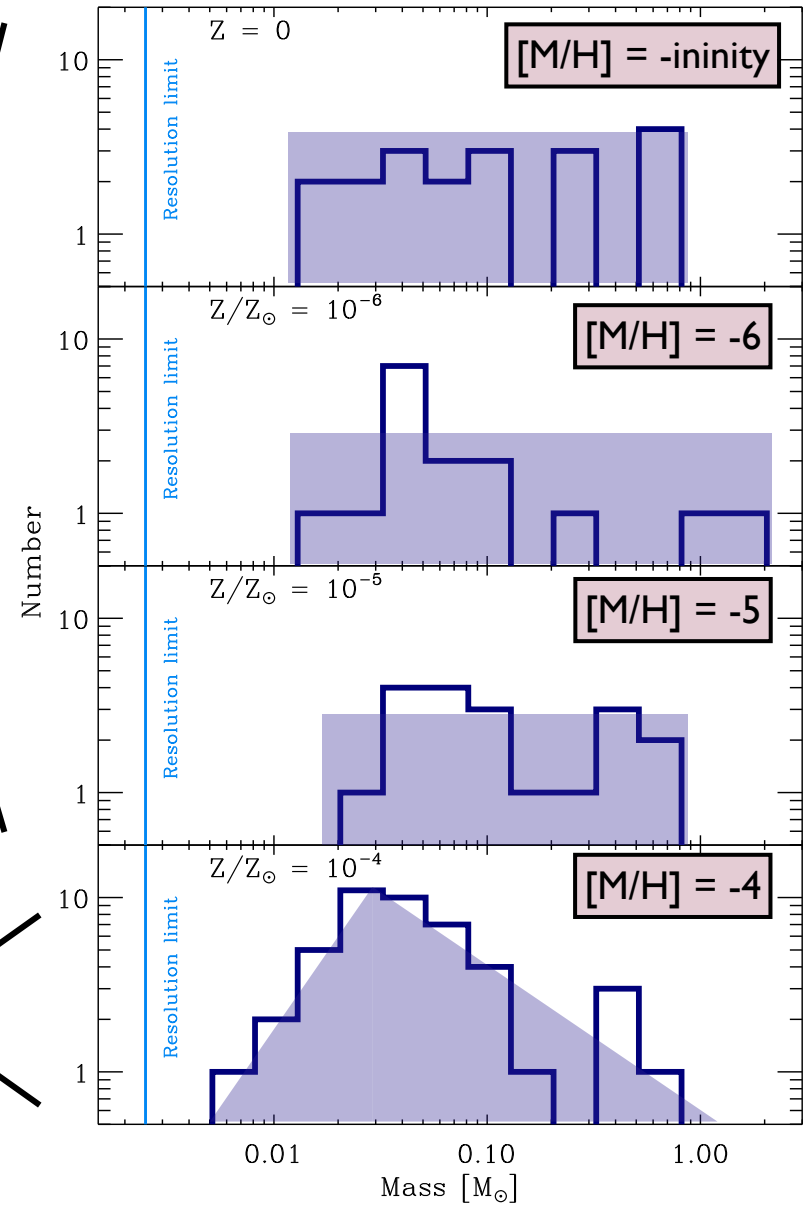 Z = 0
[M/H] = -ininity
10
1
Resolution limit
Z/Z⊙ = 10⁻⁶
[M/H] = -6
10
1
Resolution limit
Z/Z⊙ = 10⁻⁵
[M/H] = -5
10
1
Resolution limit
Z/Z⊙ = 10⁻⁴
[M/H] = -4
10
1
Resolution limit
Number
0.01 0.10 1.00
Mass [M⊙]